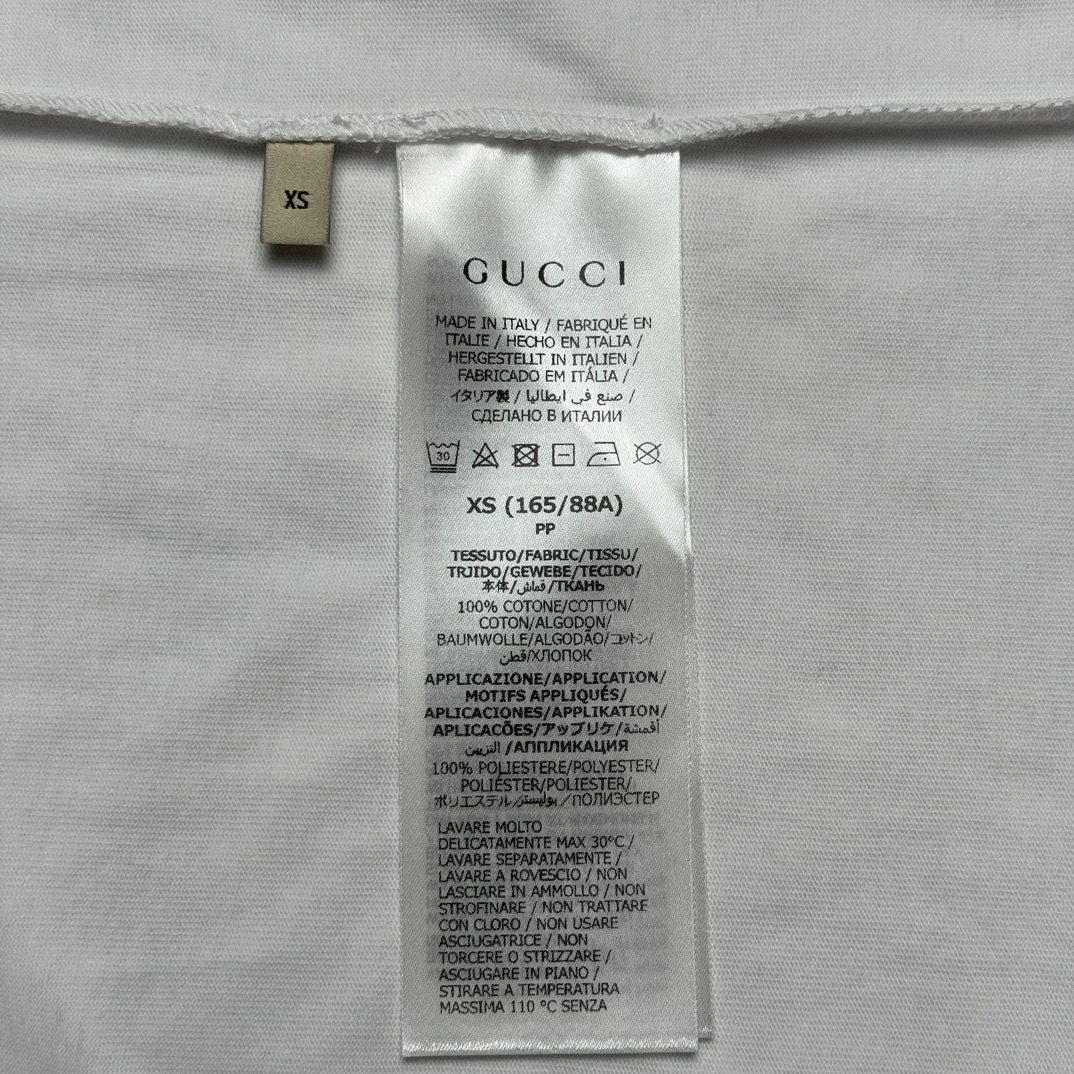 XS
GUCCI
MADE IN ITALY / FABRIQUÉ EN
ITALIE / HECHO EN ITALIA /
HERGESTELLT IN ITALIEN /
FABRICADO EM ITÁLIA /
イタリア製 / صنع في ايطاليا /
СДЕЛАНО В ИТАЛИИ
30
XS (165/88A)
PP
TESSUTO/FABRIC/TISSU/
TRJIDO/GEWEBE/TECIDO/
本体/قماش/ТКАНЬ
100% COTONE/COTTON/
COTON/ALGODON/
BAUMWOLLE/ALGODÃO/コットン/
قطن/ХЛОПОК
APPLICAZIONE/APPLICATION/
MOTIFS APPLIQUÉS/
APLICACIONES/APPLIKATION/
APLICACÕES/アップリケ/أقمشة
التزيين /АППЛИКАЦИЯ
100% POLIESTERE/POLYESTER/
POLIÉSTER/POLIESTER/
ポリエステル/بوليستر/ПОЛИЭСТЕР
LAVARE MOLTO
DELICATAMENTE MAX 30°C /
LAVARE SEPARATAMENTE /
LAVARE A ROVESCIO / NON
LASCIARE IN AMMOLLO / NON
STROFINARE / NON TRATTARE
CON CLORO / NON USARE
ASCIUGATRICE / NON
TORCERE O STRIZZARE /
ASCIUGARE IN PIANO /
STIRARE A TEMPERATURA
MASSIMA 110 °C SENZA